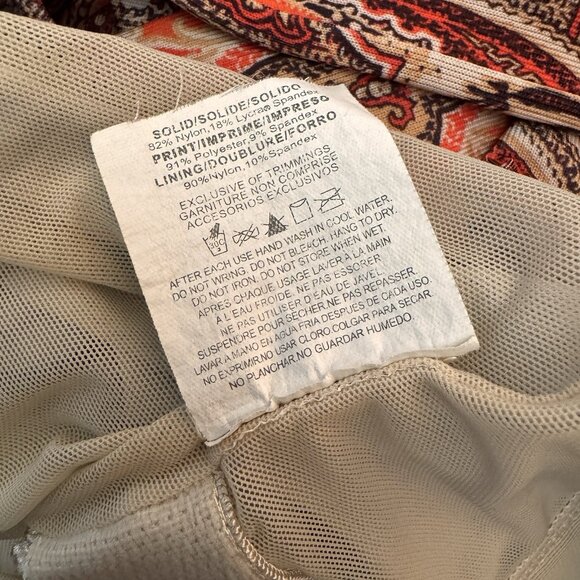 SOLID/SOLIDE/SOLIDO
82% Nylon, 18% Lycra® Spandex
PRINT/IMPRIME/IMPRESO
91% Polyester, 9% Spandex
LINING/DOUBLURE/FORRO
90%Nylon, 10%Spandex
EXCLUSIVE OF TRIMMINGS
GARNITURE NON COMPRISE
ACCESORIOS EXCLUSIVOS
30C
AFTER EACH USE HAND WASH IN COOL WATER.
DO NOT WRING. DO NOT BLEACH. HANG TO DRY.
DO NOT IRON. DO NOT STORE WHEN WET.
APRES CHAQUE USAGE LAVER À LA MAIN
À L'EAU FROIDE. NE PAS ESSORER.
NE PAS UTILISER D'EAU DE JAVEL.
SUSPENDRE POUR SÉCHER.NE PAS REPASSER.
LAVAR A MANO EN AGUA FRIA DESPUÉS DE CADA USO.
NO EXPRIMIR.NO USAR CLORO COLGAR PARA SECAR.
NO PLANCHAR.NO GUARDAR HUMEDO.